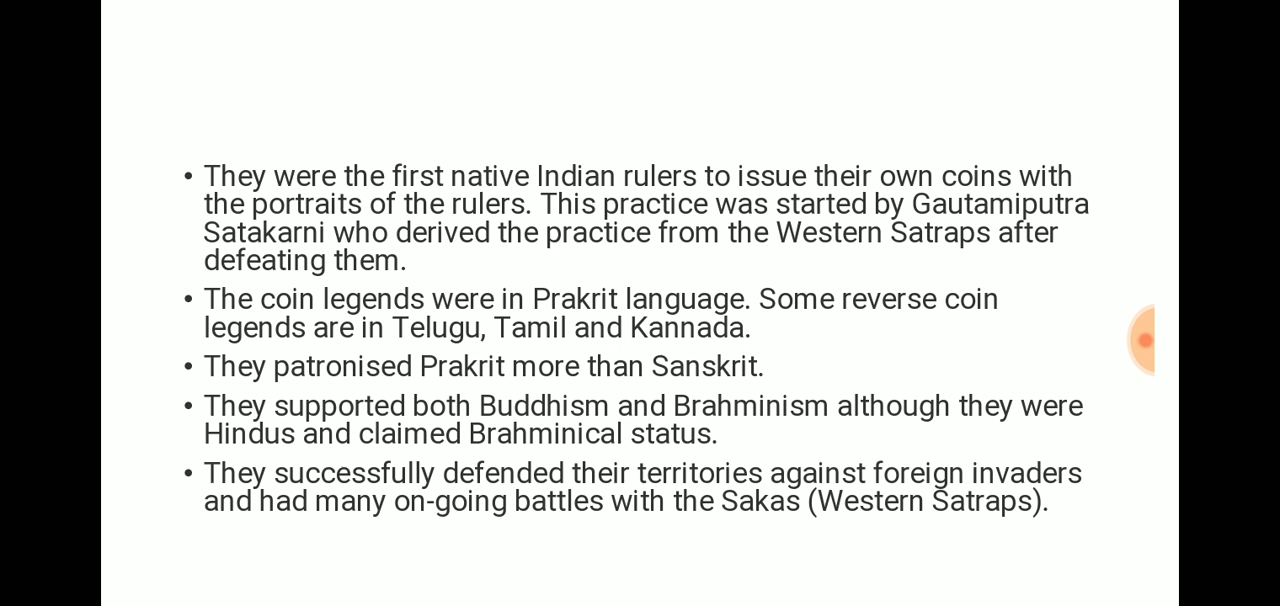 • They were the first native Indian rulers to issue their own coins with
the portraits of the rulers. This practice was started by Gautamiputra
Satakarni who derived the practice from the Western Satraps after
defeating them.
• The coin legends were in Prakrit language. Some reverse coin
legends are in Telugu, Tamil and Kannada.
• They patronised Prakrit more than Sanskrit.
• They supported both Buddhism and Brahminism although they were
Hindus and claimed Brahminical status.
• They successfully defended their territories against foreign invaders
and had many on-going battles with the Sakas (Western Satraps).